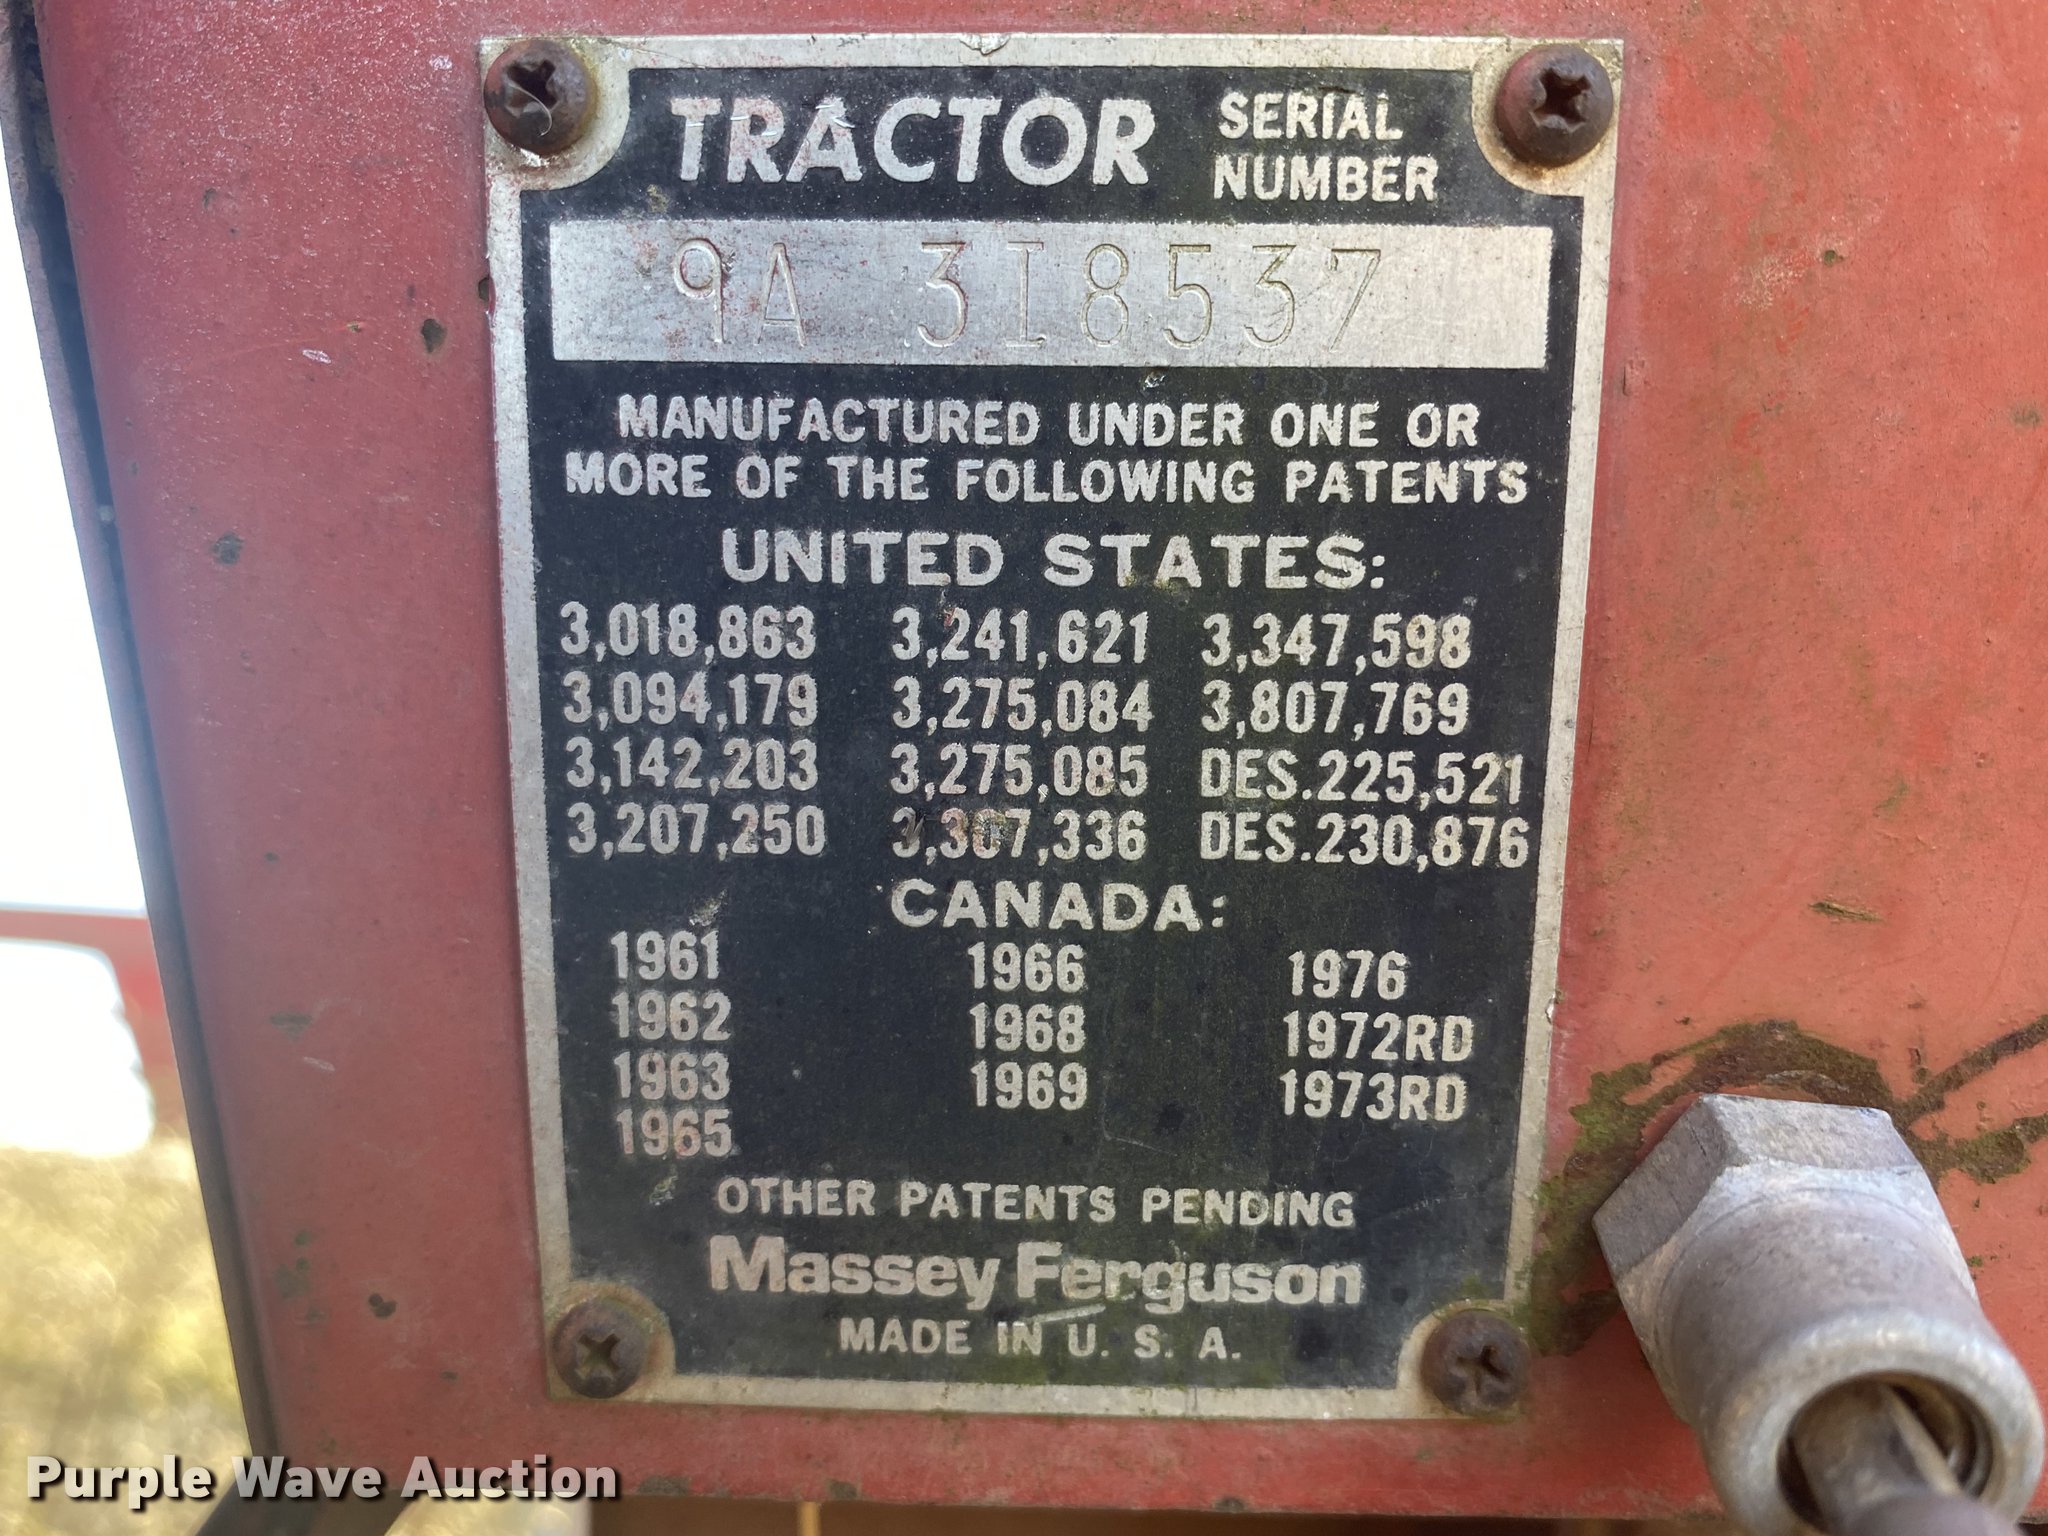 TRACTOR SERIAL NUMBER
9A 318537
MANUFACTURED UNDER ONE OR
MORE OF THE FOLLOWING PATENTS
UNITED STATES:
3,018,863 3,241,621 3,347,598
3,094,179 3,275,084 3,807,769
3,142,203 3,275,085 DES.225,521
3,207,250 3,307,336 DES.230,876
CANADA:
1961 1966 1976
1962 1968 1972RD
1963 1969 1973RD
1965
OTHER PATENTS PENDING
Massey Ferguson
MADE IN U. S. A.
Purple Wave Auction